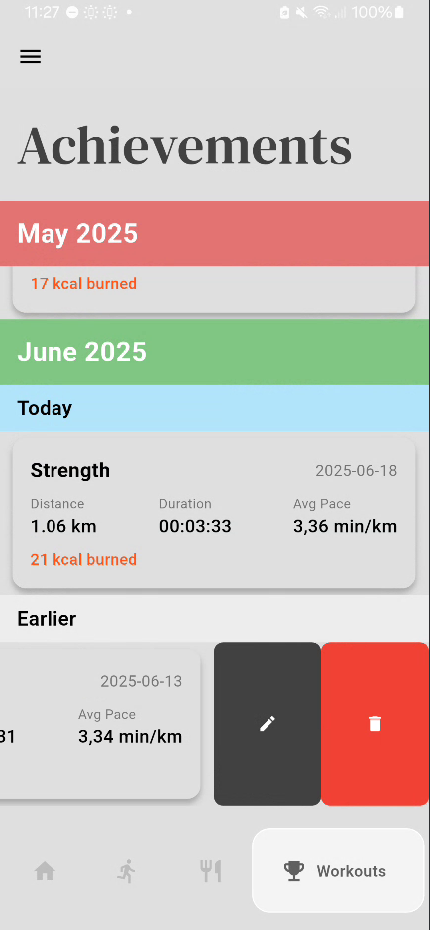 11:27
100%
Achievements
May 2025
17 kcal burned
June 2025
Today
Strength 2025-06-18
Distance Duration Avg Pace
1.06 km 00:03:33 3,36 min/km
21 kcal burned
Earlier
2025-06-13
Avg Pace
31 3,34 min/km
Workouts